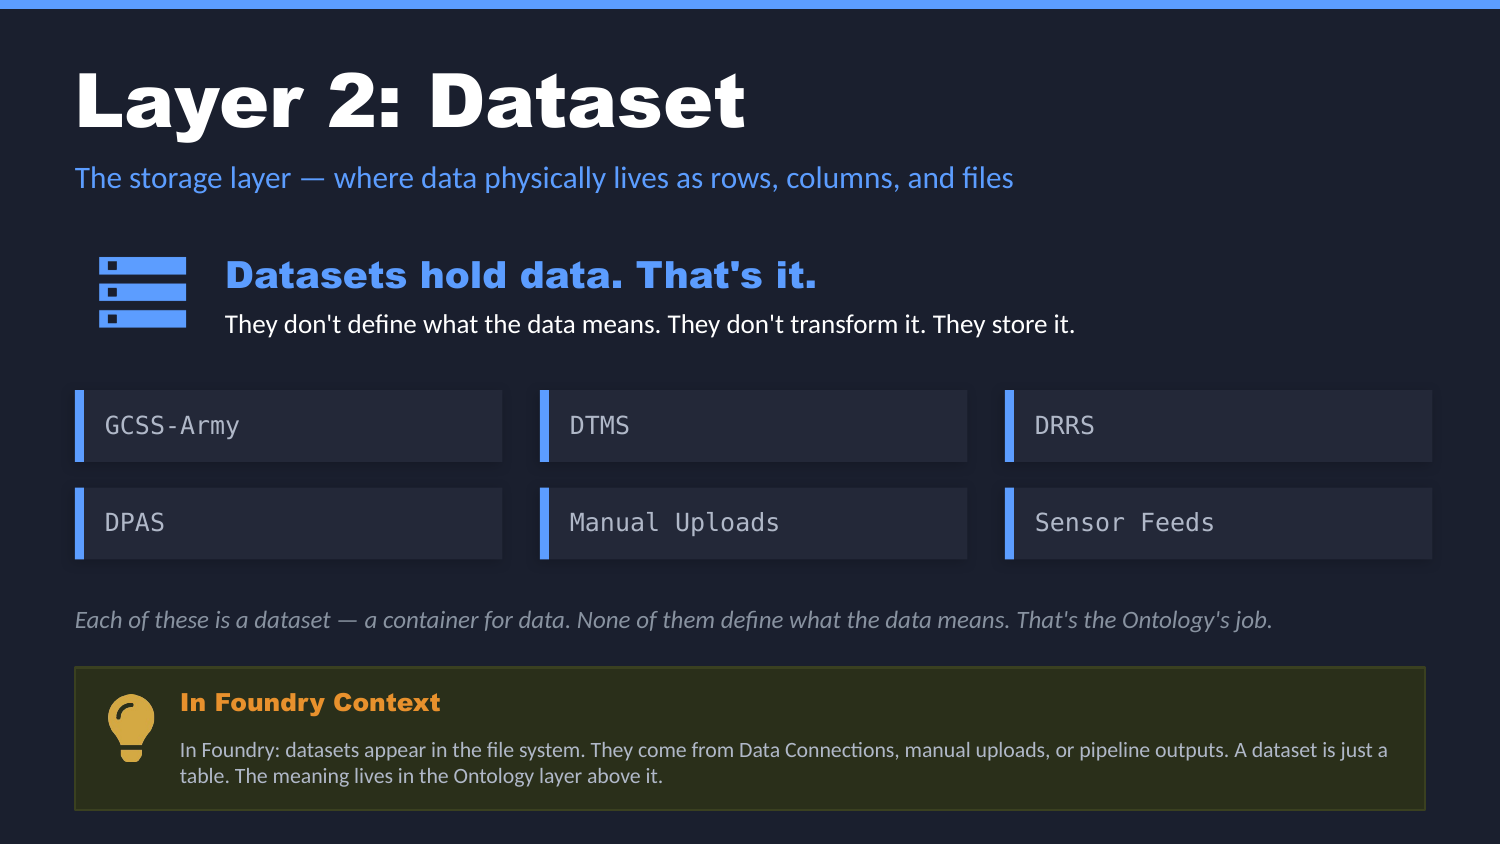 Layer 2: Dataset
The storage layer — where data physically lives as rows, columns, and files
Datasets hold data. That's it.
They don't define what the data means. They don't transform it. They store it.
GCSS-Army
DTMS
DRRS
DPAS
Manual Uploads
Sensor Feeds
Each of these is a dataset — a container for data. None of them define what the data means. That's the Ontology's job.
In Foundry Context
In Foundry: datasets appear in the file system. They come from Data Connections, manual uploads, or pipeline outputs. A dataset is just a
table. The meaning lives in the Ontology layer above it.